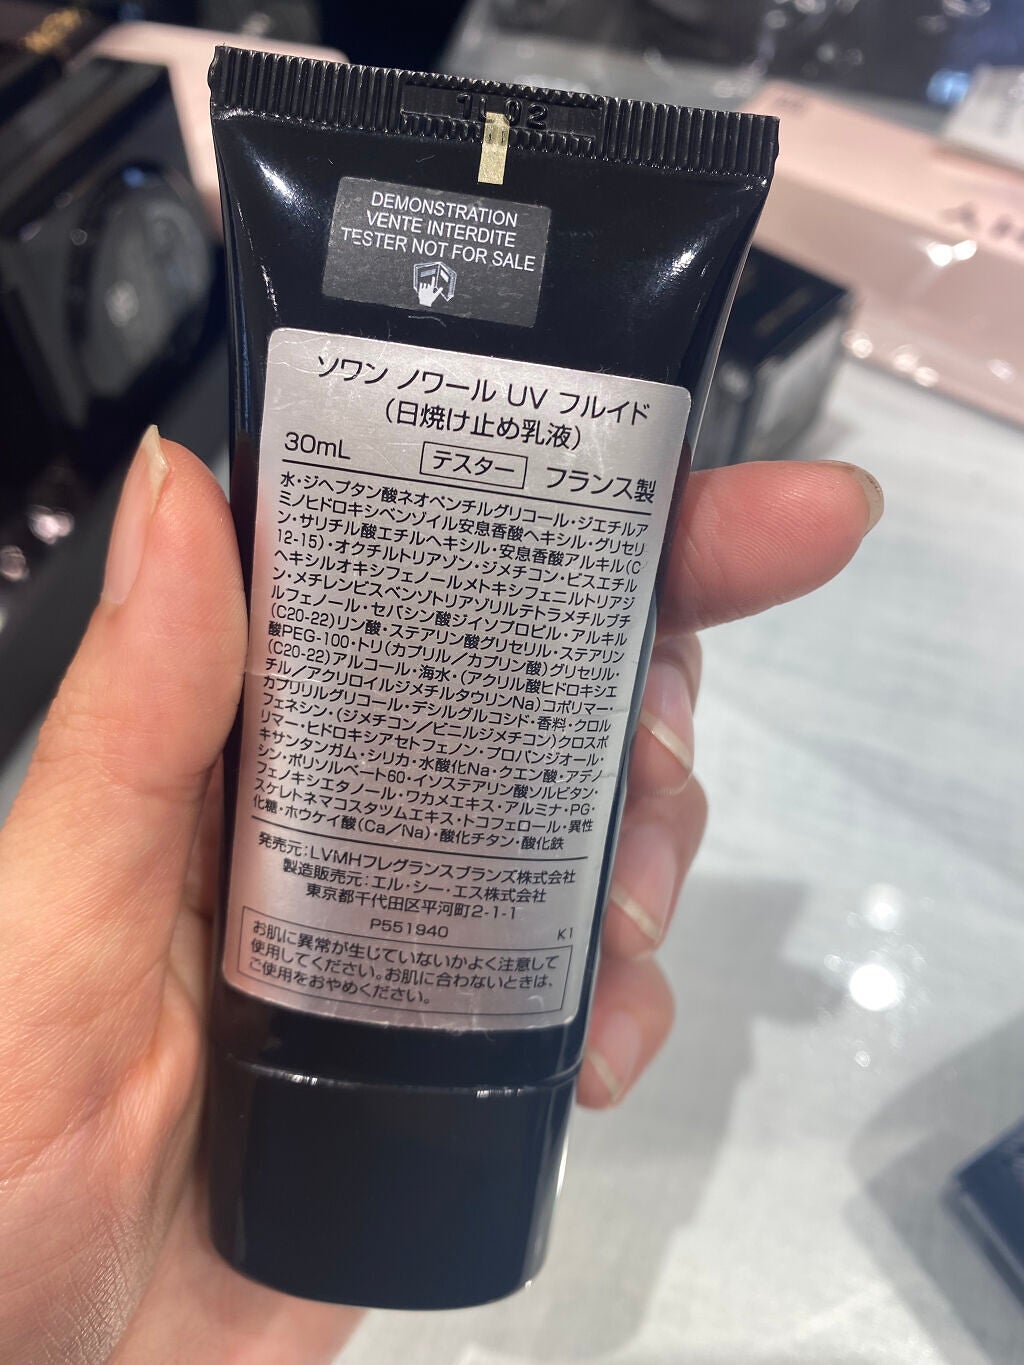 DEMONSTRATION
VENTE INTERDITE
TESTER NOT FOR SALE
ソワン ノワール UV フルイド
(日焼け止め乳液)
30mL テスター フランス製
水・ジヘプタン酸ネオペンチルグリコール・ジエチルア
ミノヒドロキシベンゾイル安息香酸ヘキシル・グリセリ
ン・サリチル酸エチルヘキシル・安息香酸アルキル(C
12-15)・オクチルトリアゾン・ジメチコン・ビスエチル
ヘキシルオキシフェノールメトキシフェニルトリアジ
ン・メチレンビスベンゾトリアゾリルテトラメチルブチ
ルフェノール・セバシン酸ジイソプロピル・アルキル
(C20-22)リン酸・ステアリン酸グリセリル・ステアリン
酸PEG-100・トリ(カプリル/カプリン酸)グリセリル・
(C20-22)アルコール・海水・(アクリル酸ヒドロキシエ
チル/アクリロイルジメチルタウリンNa)コポリマー・
カプリリルグリコール・デシルグルコシド・香料・クロル
フェネシン・(ジメチコン/ビニルジメチコン)クロスポ
リマー・ヒドロキシアセトフェノン・プロパンジオール・
キサンタンガム・シリカ・水酸化Na・クエン酸・アデノ
シン・ポリソルベート60・イソステアリン酸ソルビタン・
フェノキシエタノール・ワカメエキス・アルミナ・PG・
スケレトネマコスタツムエキス・トコフェロール・異性
化糖・ホウケイ酸(Ca/Na)・酸化チタン・酸化鉄
発売元:LVMHフレグランスブランズ株式会社
製造販売元:エル・シー・エス株式会社
東京都千代田区平河町2-1-1
P551940 K1
お肌に異常が生じていないかよく注意して
使用してください。お肌に合わないときは、
ご使用をおやめください。